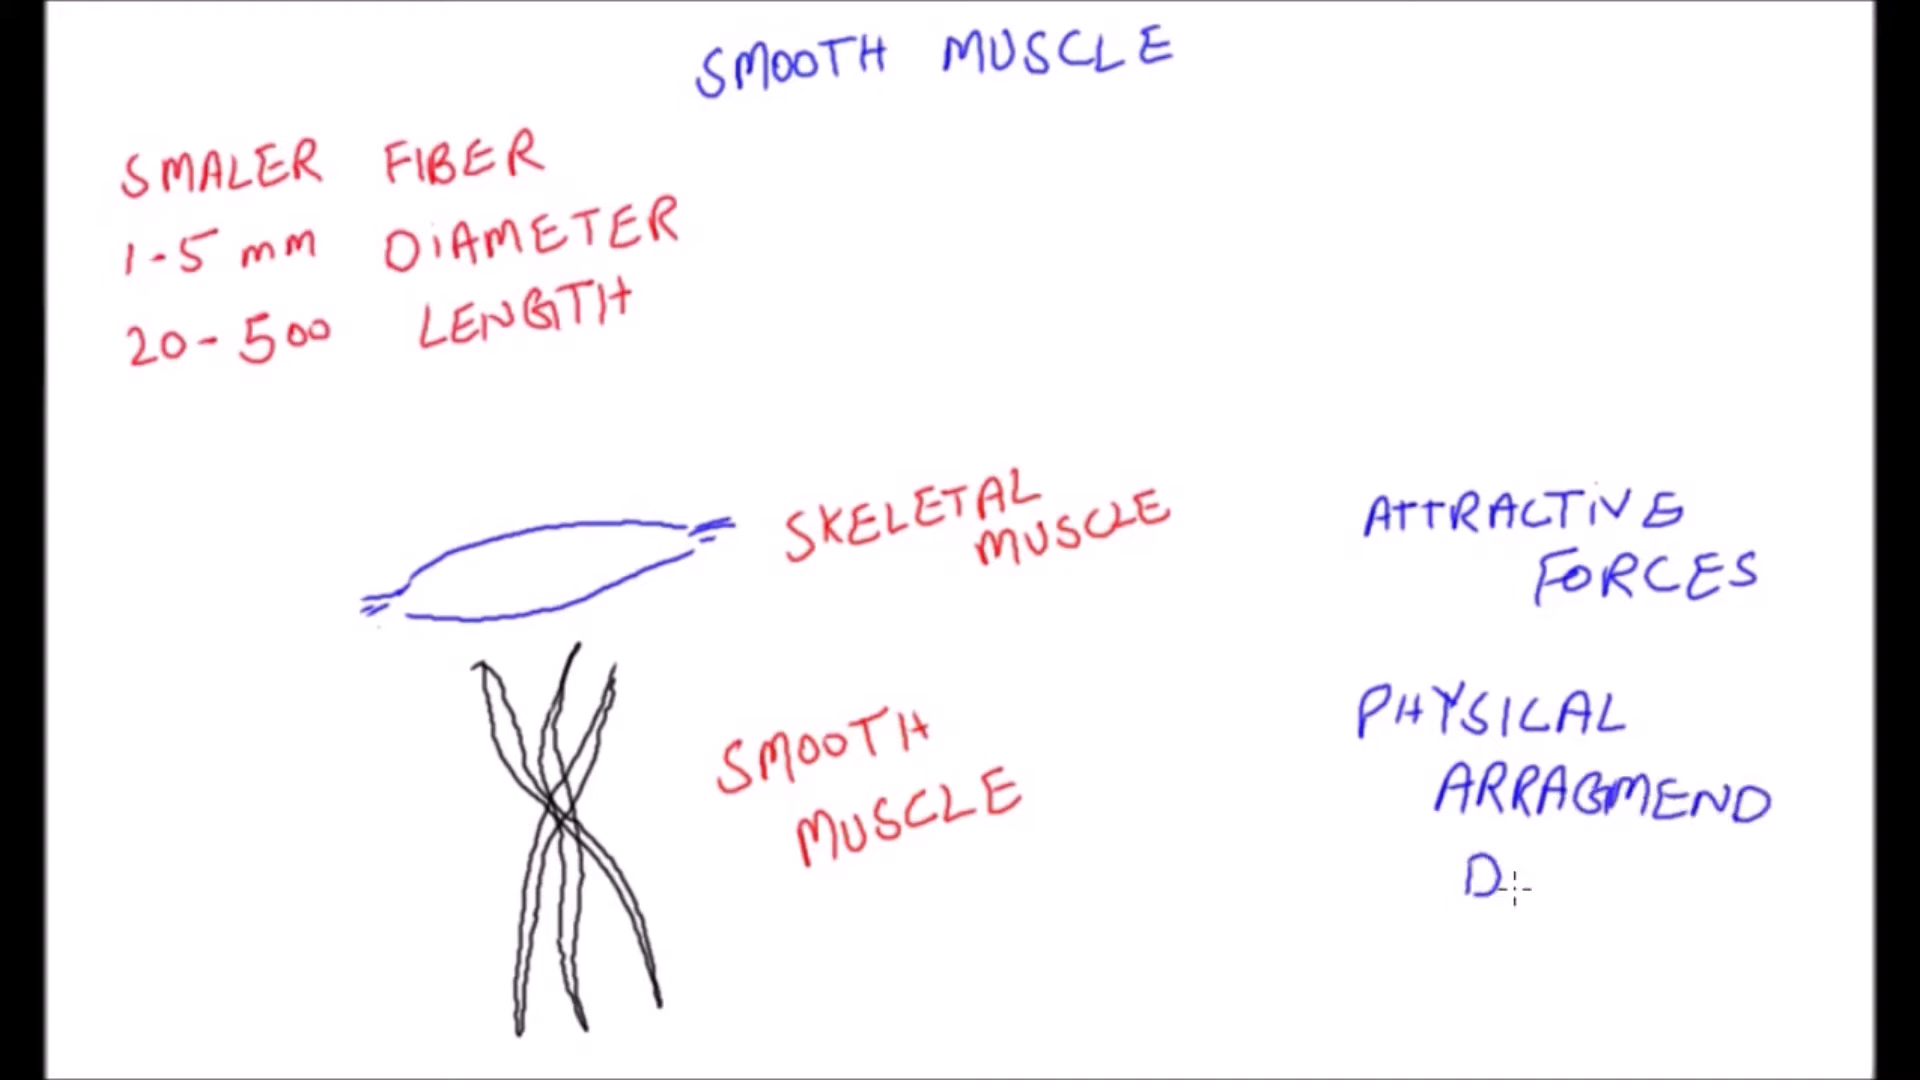 SMOOTH MUSCLE
SMALER FIBER
1-5 mm DiAMETER
20-500 LENGTH
SKELETAL
MUSCLE
ATTRACTiVE
FORCES
SMOOTH
MUSCLE
PHYSICAL
ARRAGMEND
D